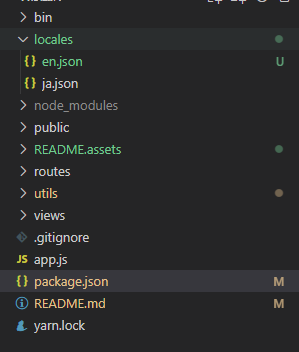 bin
locales
{ } en.json U
{ } ja.json
node_modules
public
README.assets
routes
utils
views
.gitignore
JS app.js
{ } package.json M
README.md M
yarn.lock